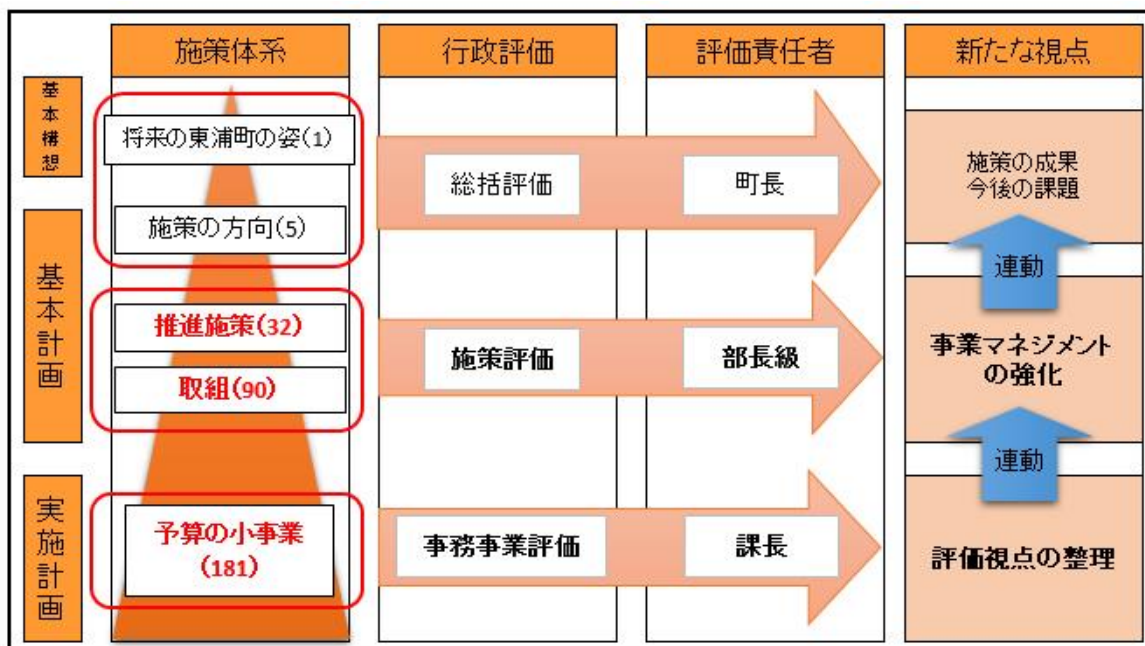 施策体系
行政評価
評価責任者
新たな視点
基本構想
将来の東浦町の姿(1)
施策の方向(5)
総括評価
町長
施策の成果
今後の課題
連動
基本計画
推進施策(32)
取組(90)
施策評価
部長級
事業マネジメント
の強化
連動
実施計画
予算の小事業
(181)
事務事業評価
課長
評価視点の整理